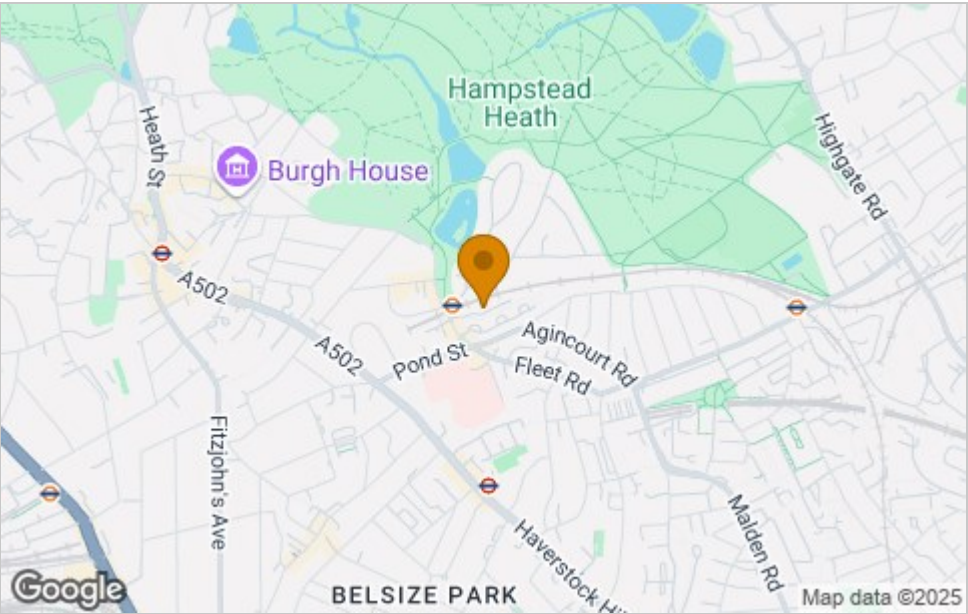 Hampstead
Heath
Heath St
Burgh House
Highgate Rd
A502
A502
Agincourt Rd
Pond St
Fleet Rd
Fitzjohn's Ave
Malden Rd
Haverstock Hi
BELSIZE PARK
Google
Map data ©2025